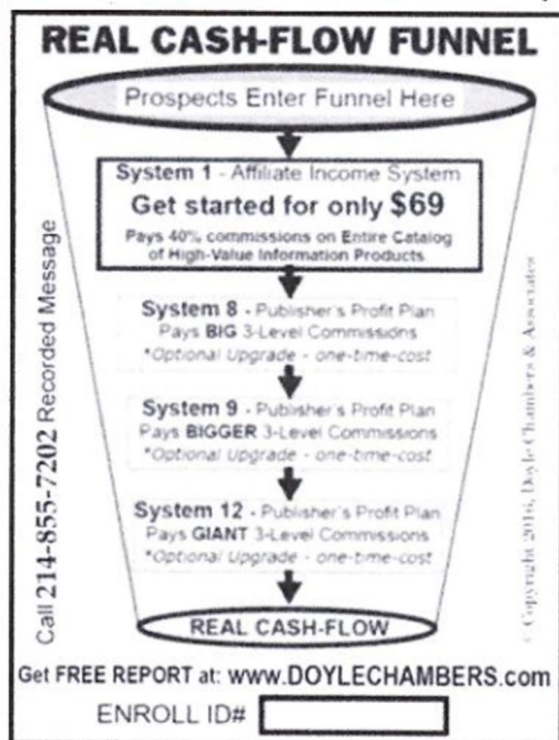 REAL CASH-FLOW FUNNEL
Prospects Enter Funnel Here
System 1 - Affiliate Income System
Get started for only $69
Pays 40% commissions on Entire Catalog
of High-Value Information Products
System 8 - Publisher's Profit Plan
Pays BIG 3-Level Commissions
*Optional Upgrade - one-time-cost
System 9 - Publisher's Profit Plan
Pays BIGGER 3-Level Commissions
*Optional Upgrade - one-time-cost
System 12 - Publisher's Profit Plan
Pays GIANT 3-Level Commissions
*Optional Upgrade - one-time-cost
REAL CASH-FLOW
Call 214-855-7202 Recorded Message
© Copyright 2016, Doyle Chambers & Associates
Get FREE REPORT at: www.DOYLECHAMBERS.com
ENROLL ID#